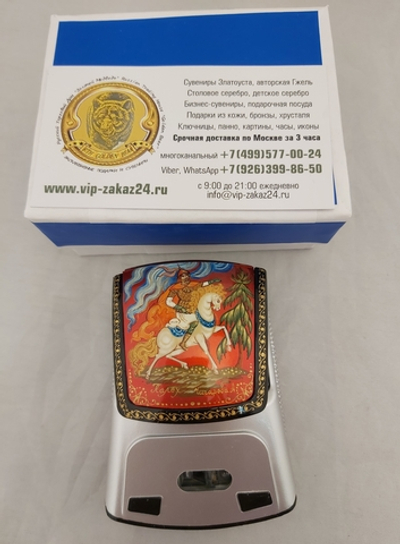 Сувениры Златоуста, авторская Гжель
Столовое серебро, детское серебро
Бизнес-сувениры, подарочная посуда
Подарки из кожи, бронзы, хрусталя
Ключницы, панно, картины, часы, иконы
Срочная доставка по Москве за 3 часа
многоканальный +7(499)577-00-24
Viber, WhatsApp +7(926)399-86-50
www.vip-zakaz24.ru
с 9:00 до 21:00 ежедневно
info@vip-zakaz24.ru